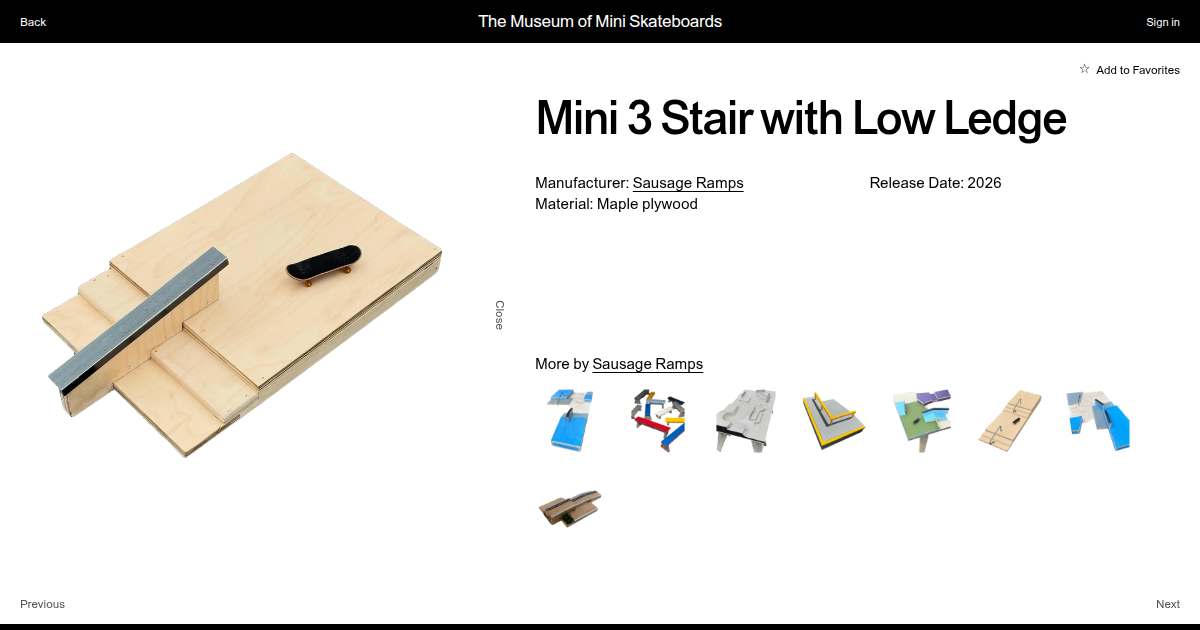 Back
The Museum of Mini Skateboards
Sign in
☆ Add to Favorites
Mini 3 Stair with Low Ledge
Manufacturer: Sausage Ramps
Release Date: 2026
Material: Maple plywood
Close
More by Sausage Ramps
Previous
Next